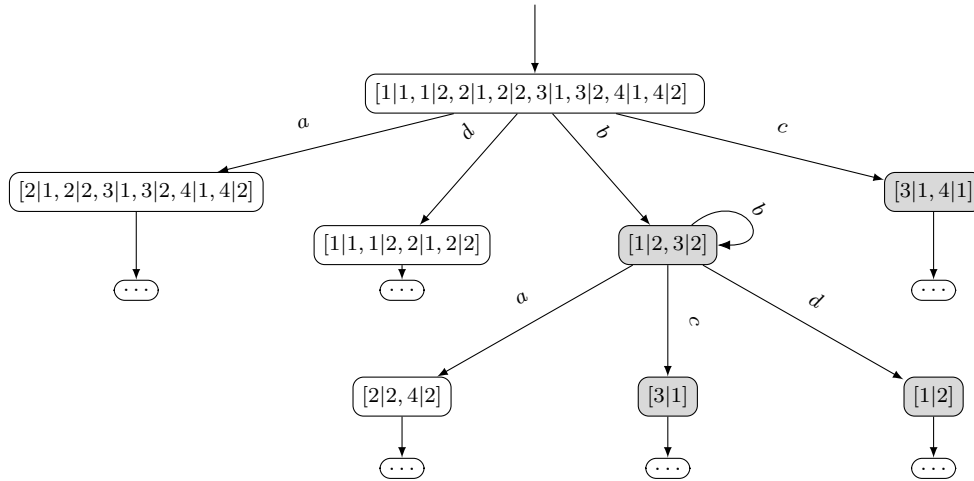 [1|1, 1|2, 2|1, 2|2, 3|1, 3|2, 4|1, 4|2]
a
d
b
c
[2|1, 2|2, 3|1, 3|2, 4|1, 4|2]
[3|1, 4|1]
[1|1, 1|2, 2|1, 2|2]
[1|2, 3|2]
b
···
···
···
a
c
d
[2|2, 4|2]
[3|1]
[1|2]
···
···
···